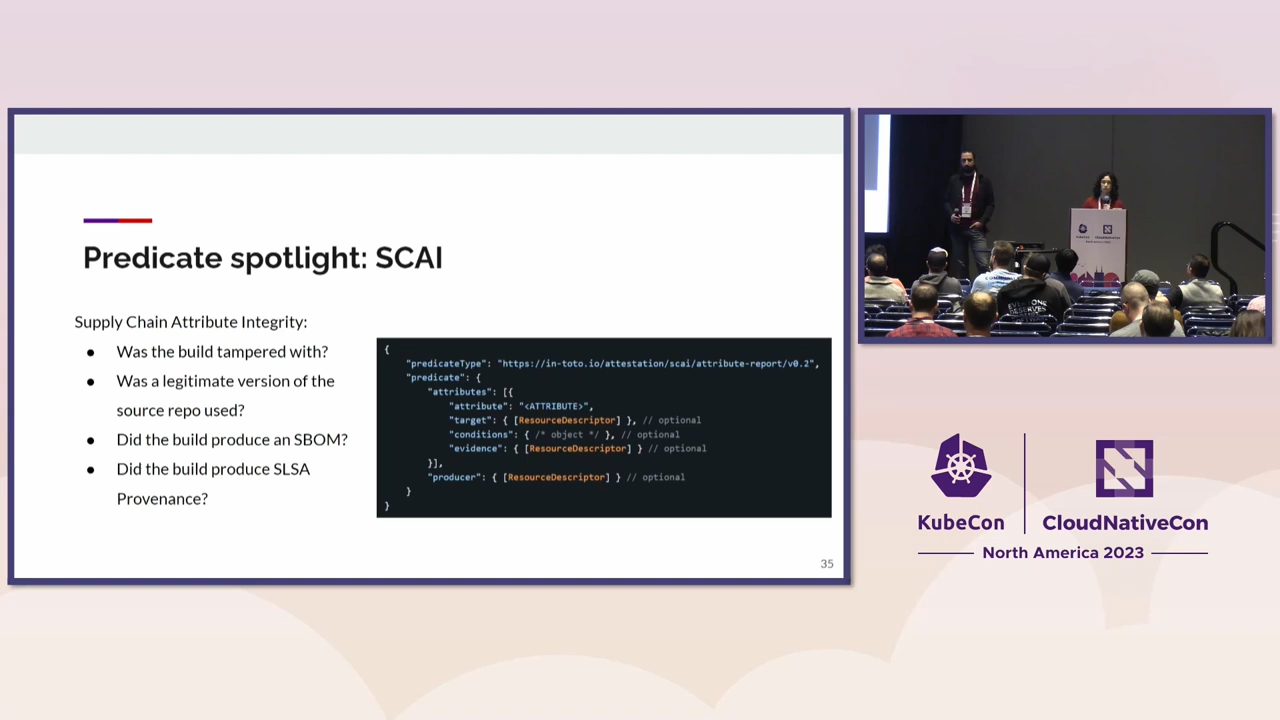 Predicate spotlight: SCAI
Supply Chain Attribute Integrity:
● Was the build tampered with?
● Was a legitimate version of the
source repo used?
● Did the build produce an SBOM?
● Did the build produce SLSA
Provenance?
{
"predicateType": "https://in-toto.io/attestation/scai/attribute-report/v0.2",
"predicate": {
"attributes": [{
"attribute": "<ATTRIBUTE>",
"target": { [ResourceDescriptor] }, // optional
"conditions": { /* object */ }, // optional
"evidence": { [ResourceDescriptor] } // optional
}],
"producer": { [ResourceDescriptor] } // optional
}
}
35
EVERYONE
DESERVES
KubeCon
CloudNativeCon
North America 2023